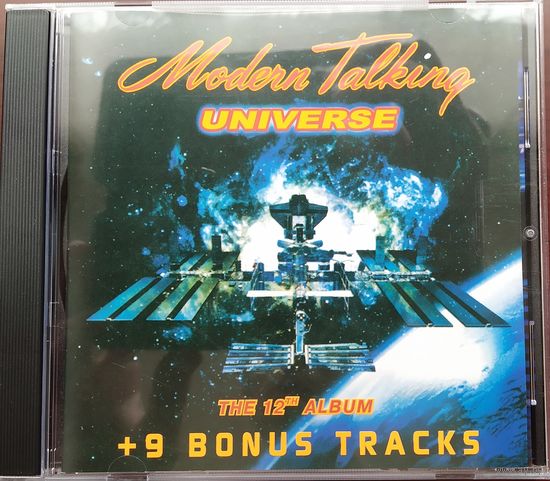 Modern Talking
UNIVERSE
THE 12TH ALBUM
+9 BONUS TRACKS